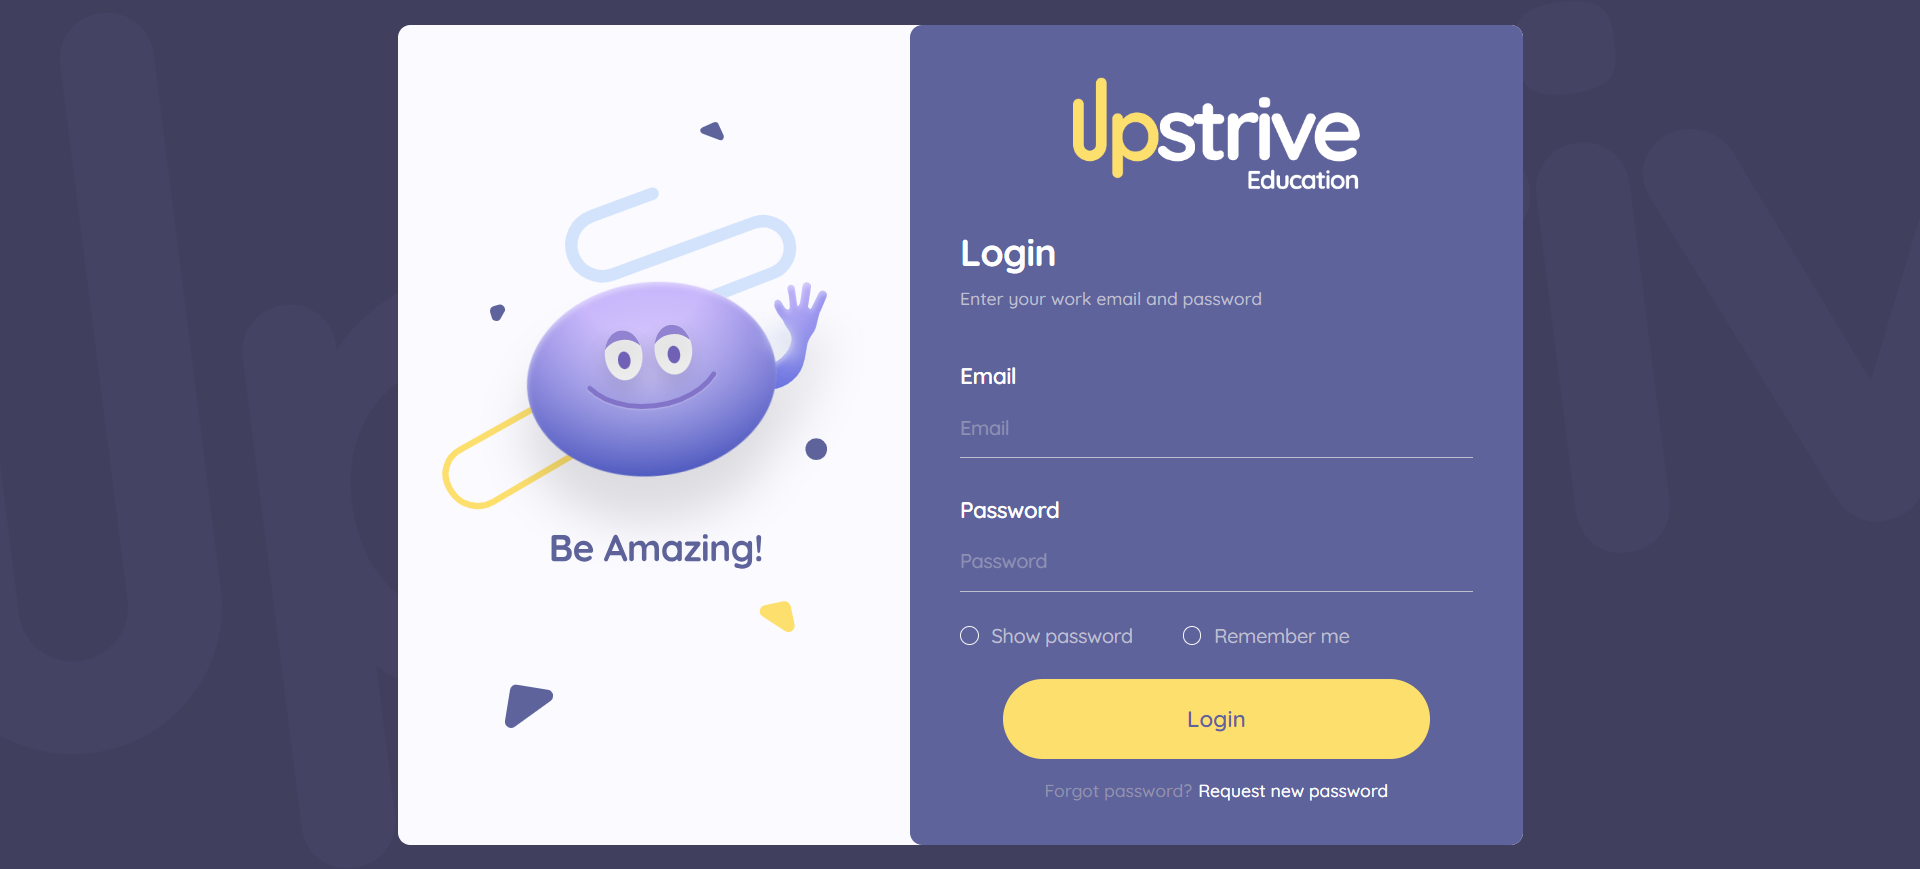 Be Amazing!
Upstrive
Education
Login
Enter your work email and password
Email
Email
Password
Password
Show password
Remember me
Login
Forgot password? Request new password